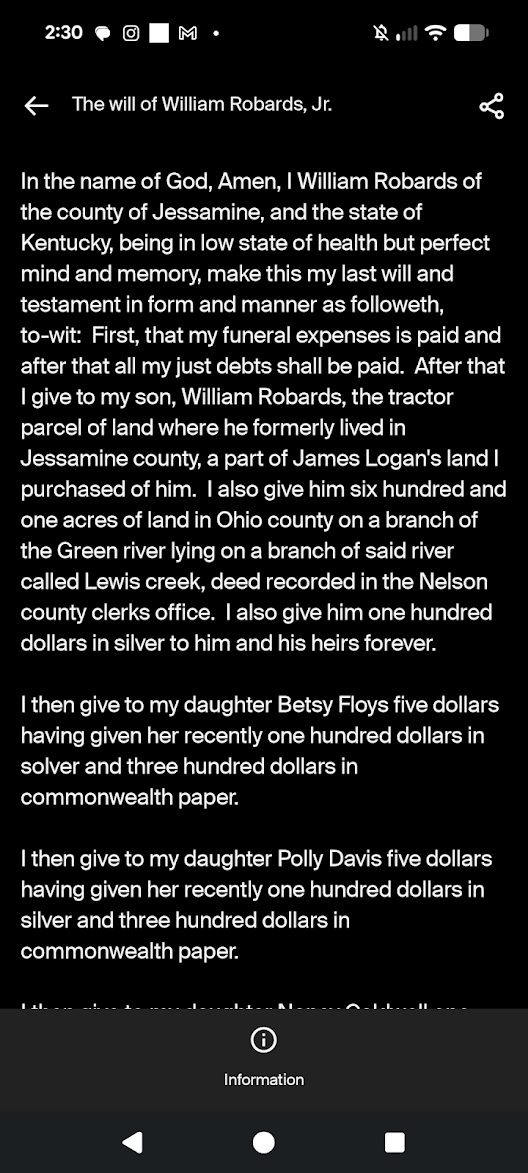 2:30
The will of William Robards, Jr.
In the name of God, Amen, I William Robards of
the county of Jessamine, and the state of
Kentucky, being in low state of health but perfect
mind and memory, make this my last will and
testament in form and manner as followeth,
to-wit:  First, that my funeral expenses is paid and
after that all my just debts shall be paid.  After that
I give to my son, William Robards, the tractor
parcel of land where he formerly lived in
Jessamine county, a part of James Logan's land I
purchased of him.  I also give him six hundred and
one acres of land in Ohio county on a branch of
the Green river lying on a branch of said river
called Lewis creek, deed recorded in the Nelson
county clerks office.  I also give him one hundred
dollars in silver to him and his heirs forever.
I then give to my daughter Betsy Floys five dollars
having given her recently one hundred dollars in
solver and three hundred dollars in
commonwealth paper.
I then give to my daughter Polly Davis five dollars
having given her recently one hundred dollars in
silver and three hundred dollars in
commonwealth paper.
I then give to my daughter Nancy Caldwell one
Information